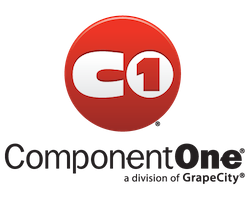 C1®
ComponentOne®
a division of GrapeCity®